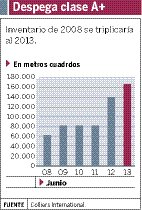 Despega clase A+
Inventario de 2008 se triplicaría
al 2013.
En metros cuadrdos
180.000
160.000
140.000
120.000
100.000
80.000
60.000
40.000
20.000
0
08 09 10 11 12 13
Junio
FUENTE Colliers International.